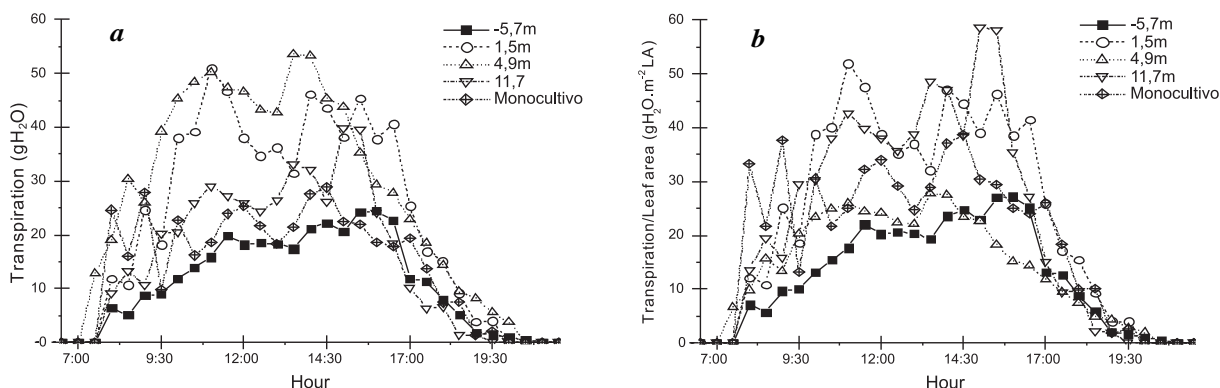 a
Transpiration (gH₂O)
60
50
40
30
20
10
-0
7:00 9:30 12:00 14:30 17:00 19:30
Hour
-5,7m
1,5m
4,9m
11,7
Monocultivo
b
Transpiration/Leaf area (gH₂O.m⁻² LA)
60
50
40
30
20
10
0
7:00 9:30 12:00 14:30 17:00 19:30
Hour
-5,7m
1,5m
4,9m
11,7m
Monocultivo